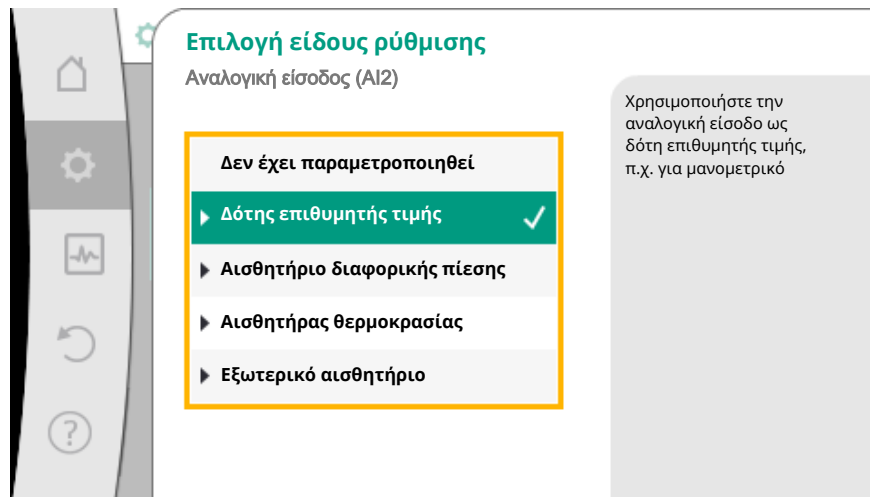 Επιλογή είδους ρύθμισης
Αναλογική είσοδος (AI2)
Δεν έχει παραμετροποιηθεί
Δότης επιθυμητής τιμής
Αισθητήριο διαφορικής πίεσης
Αισθητήρας θερμοκρασίας
Εξωτερικό αισθητήριο
Χρησιμοποιήστε την
αναλογική είσοδο ως
δότη επιθυμητής τιμής,
π.χ. για μανομετρικό
?